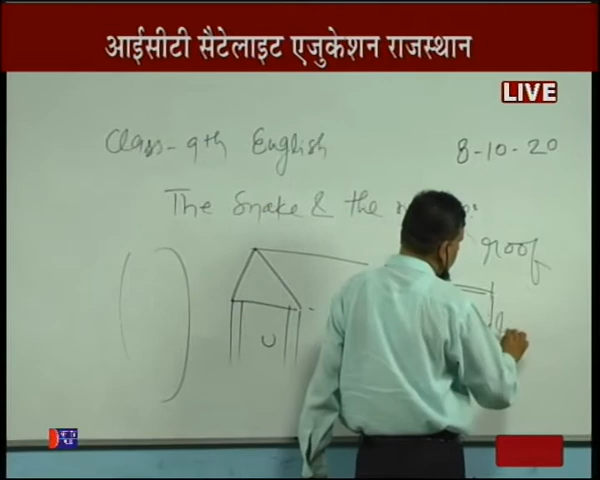 आईसीटी सैटेलाइट एजुकेशन राजस्थान
LIVE
Class-9th English
8-10-20
The Snake & the
roof